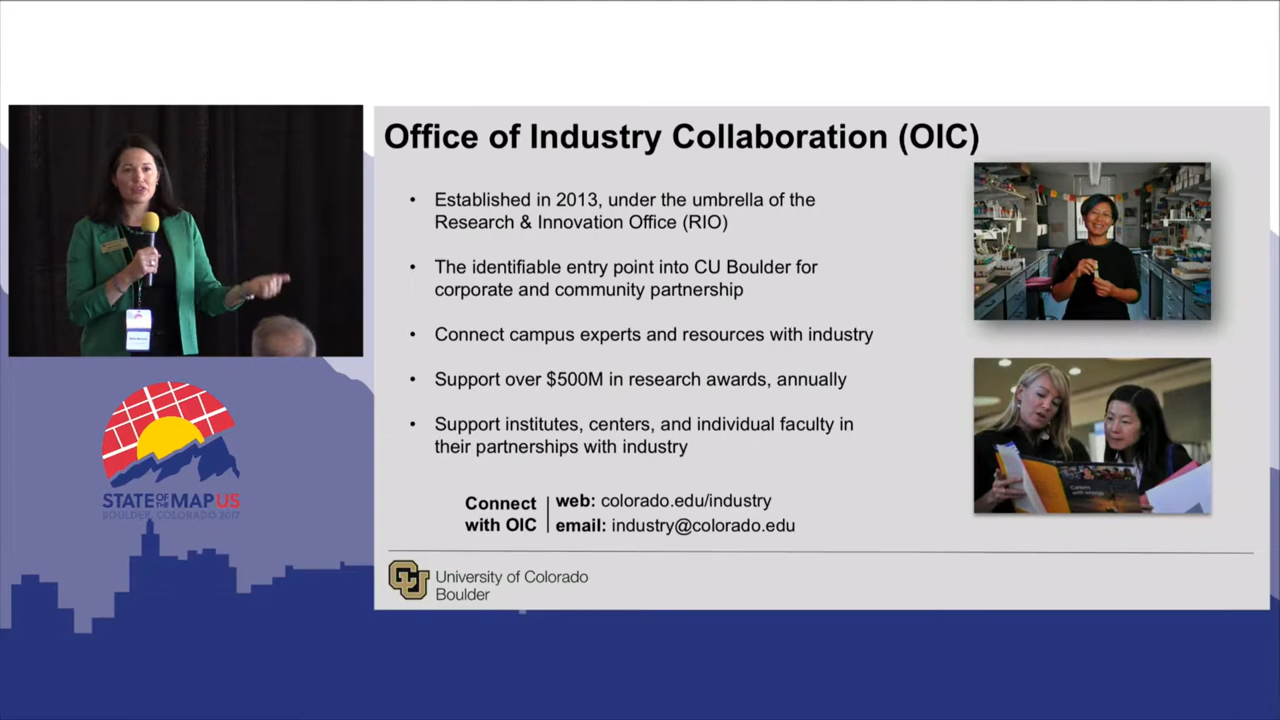 Office of Industry Collaboration (OIC)
• Established in 2013, under the umbrella of the
Research & Innovation Office (RIO)
• The identifiable entry point into CU Boulder for
corporate and community partnership
• Connect campus experts and resources with industry
• Support over $500M in research awards, annually
• Support institutes, centers, and individual faculty in
their partnerships with industry
Connect
with OIC
web: colorado.edu/industry
email: industry@colorado.edu
Careers
with energy
CU
University of Colorado
Boulder
STATE OF THE MAP US
BOULDER, COLORADO 2017